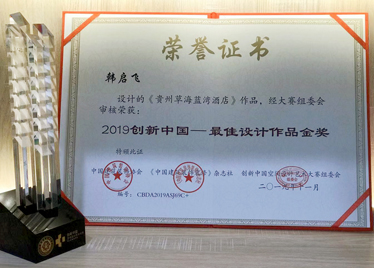 荣誉证书
韩启飞
设计的《贵州草海蓝湾酒店》作品，经大赛组委会
审核荣获：
2019创新中国—最佳设计作品金奖
特颁此证
《中国建筑装饰装修》杂志社 创新中国空间设计艺术大赛组委会
编号：CBDA2019ASJ69C+
二〇一九年十一月